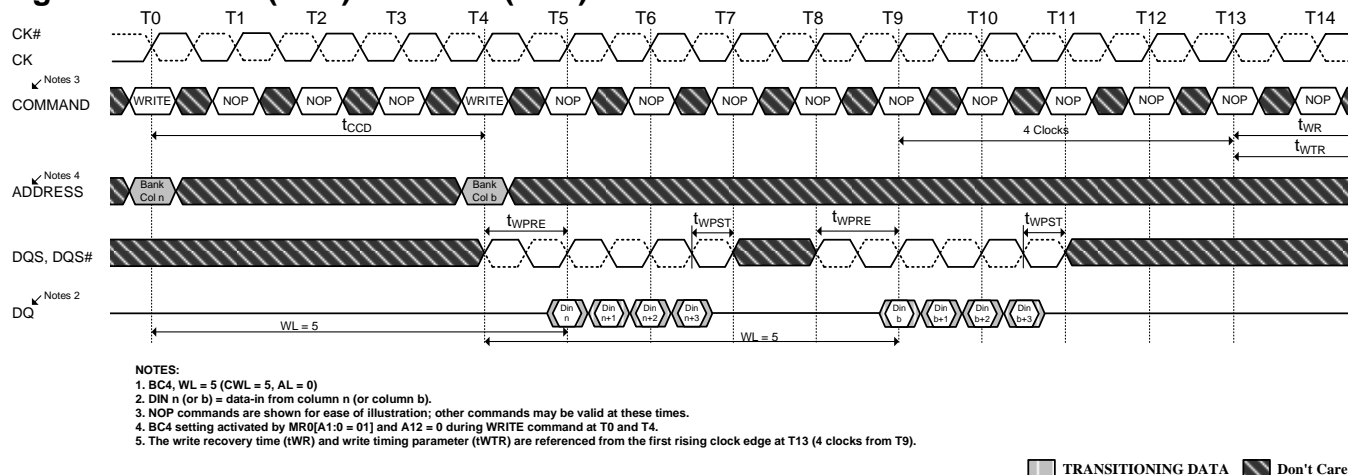 T0 T1 T2 T3 T4 T5 T6 T7 T8 T9 T10 T11 T12 T13 T14
CK#
CK
Notes 3
COMMAND WRITE NOP NOP NOP WRITE NOP NOP NOP NOP NOP NOP NOP NOP NOP NOP
tCCD 4 Clocks tWR
tWTR
Notes 4
ADDRESS Bank Col n Bank Col b
tWPRE tWPST tWPRE tWPST
DQS, DQS#
Notes 2
DQ Din n Din n+1 Din n+2 Din n+3 Din b Din b+1 Din b+2 Din b+3
WL = 5 WL = 5
NOTES:
1. BC4, WL = 5 (CWL = 5, AL = 0)
2. DIN n (or b) = data-in from column n (or column b).
3. NOP commands are shown for ease of illustration; other commands may be valid at these times.
4. BC4 setting activated by MR0[A1:0 = 01] and A12 = 0 during WRITE command at T0 and T4.
5. The write recovery time (tWR) and write timing parameter (tWTR) are referenced from the first rising clock edge at T13 (4 clocks from T9).
TRANSITIONING DATA Don't Care